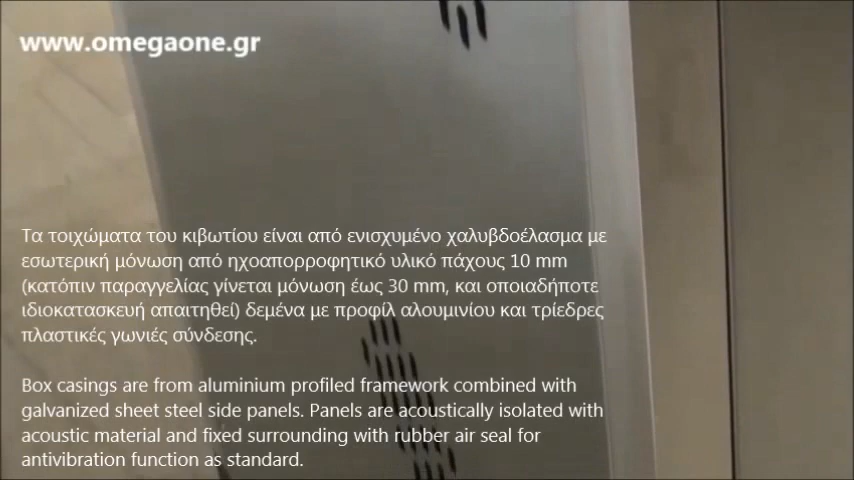 www.omegaone.gr
Τα τοιχώματα του κιβωτίου είναι από ενισχυμένο χαλυβδοέλασμα με
εσωτερική μόνωση από ηχοαπορροφητικό υλικό πάχους 10 mm
(κατόπιν παραγγελίας γίνεται μόνωση έως 30 mm, και οποιαδήποτε
ιδιοκατασκευή απαιτηθεί) δεμένα με προφίλ αλουμινίου και τρίεδρες
πλαστικές γωνιές σύνδεσης.
Box casings are from aluminium profiled framework combined with
galvanized sheet steel side panels. Panels are acoustically isolated with
acoustic material and fixed surrounding with rubber air seal for
antivibration function as standard.